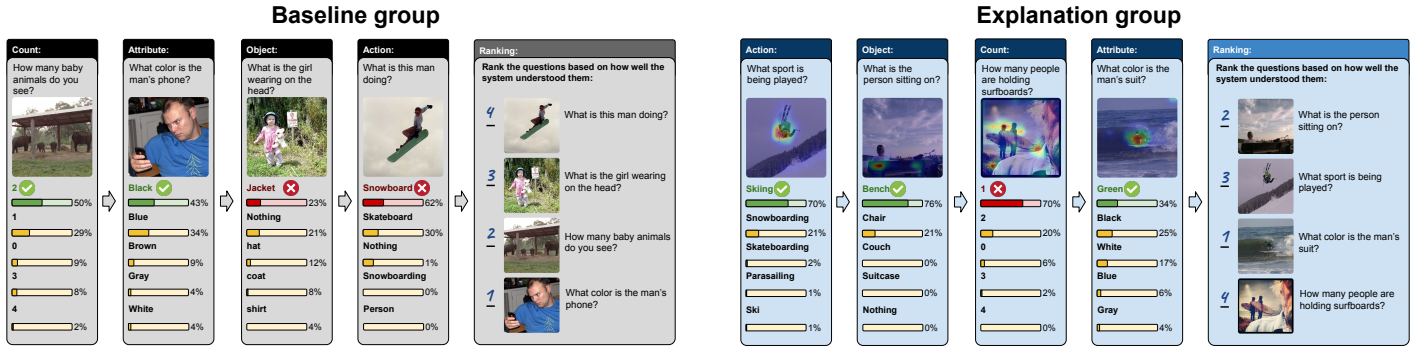 Baseline group
Count:
How many baby
animals do you
see?
2
50%
1
29%
0
9%
3
8%
4
2%
Attribute:
What color is the
man's phone?
Black
43%
Blue
34%
Brown
9%
Gray
4%
White
4%
Object:
What is the girl
wearing on the
head?
Jacket
23%
Nothing
21%
hat
12%
coat
8%
shirt
4%
Action:
What is this man
doing?
Snowboard
62%
Skateboard
30%
Nothing
1%
Snowboarding
0%
Person
0%
Ranking:
Rank the questions based on how well the
system understood them:
4
What is this man doing?
3
What is the girl wearing
on the head?
2
How many baby animals
do you see?
1
What color is the man's
phone?
Explanation group
Action:
What sport is
being played?
Skiing
70%
Snowboarding
21%
Skateboarding
2%
Parasailing
1%
Ski
1%
Object:
What is the
person sitting on?
Bench
76%
Chair
21%
Couch
0%
Suitcase
0%
Nothing
0%
Count:
How many people
are holding
surfboards?
1
70%
2
20%
0
6%
3
2%
4
0%
Attribute:
What color is the
man's suit?
Green
34%
Black
25%
White
17%
Blue
6%
Gray
4%
Ranking:
Rank the questions based on how well the
system understood them:
2
What is the person
sitting on?
3
What sport is being
played?
1
What color is the man's
suit?
4
How many people are
holding surfboards?